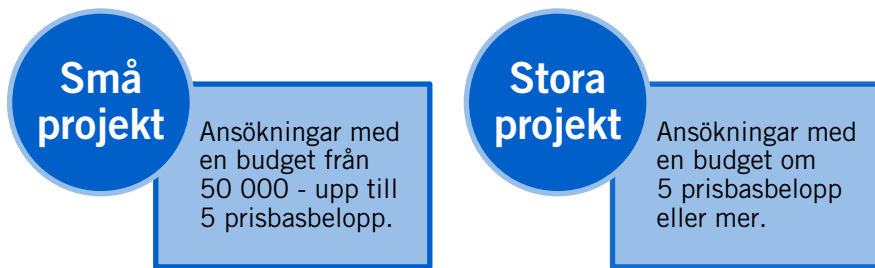 Små
projekt
Ansökningar med
en budget från
50 000 - upp till
5 prisbasbelopp.
Stora
projekt
Ansökningar med
en budget om
5 prisbasbelopp
eller mer.